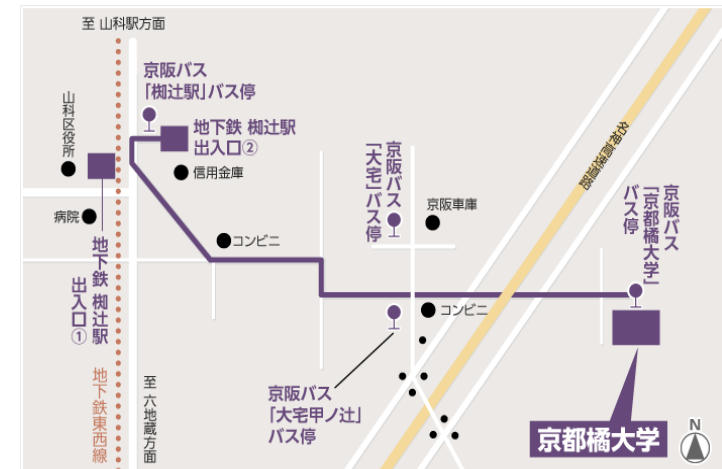 至 山科駅方面
京阪バス
「椥辻駅」バス停
山科区役所
地下鉄 椥辻駅
出入口②
信用金庫
病院
コンビニ
地下鉄 椥辻駅
出入口①
京阪バス
「大宅」バス停
京阪車庫
名神高速道路
京阪バス
「京都橘大学」
バス停
コンビニ
京阪バス
「大宅甲ノ辻」
バス停
地下鉄東西線
至 六地蔵方面
京都橘大学
N